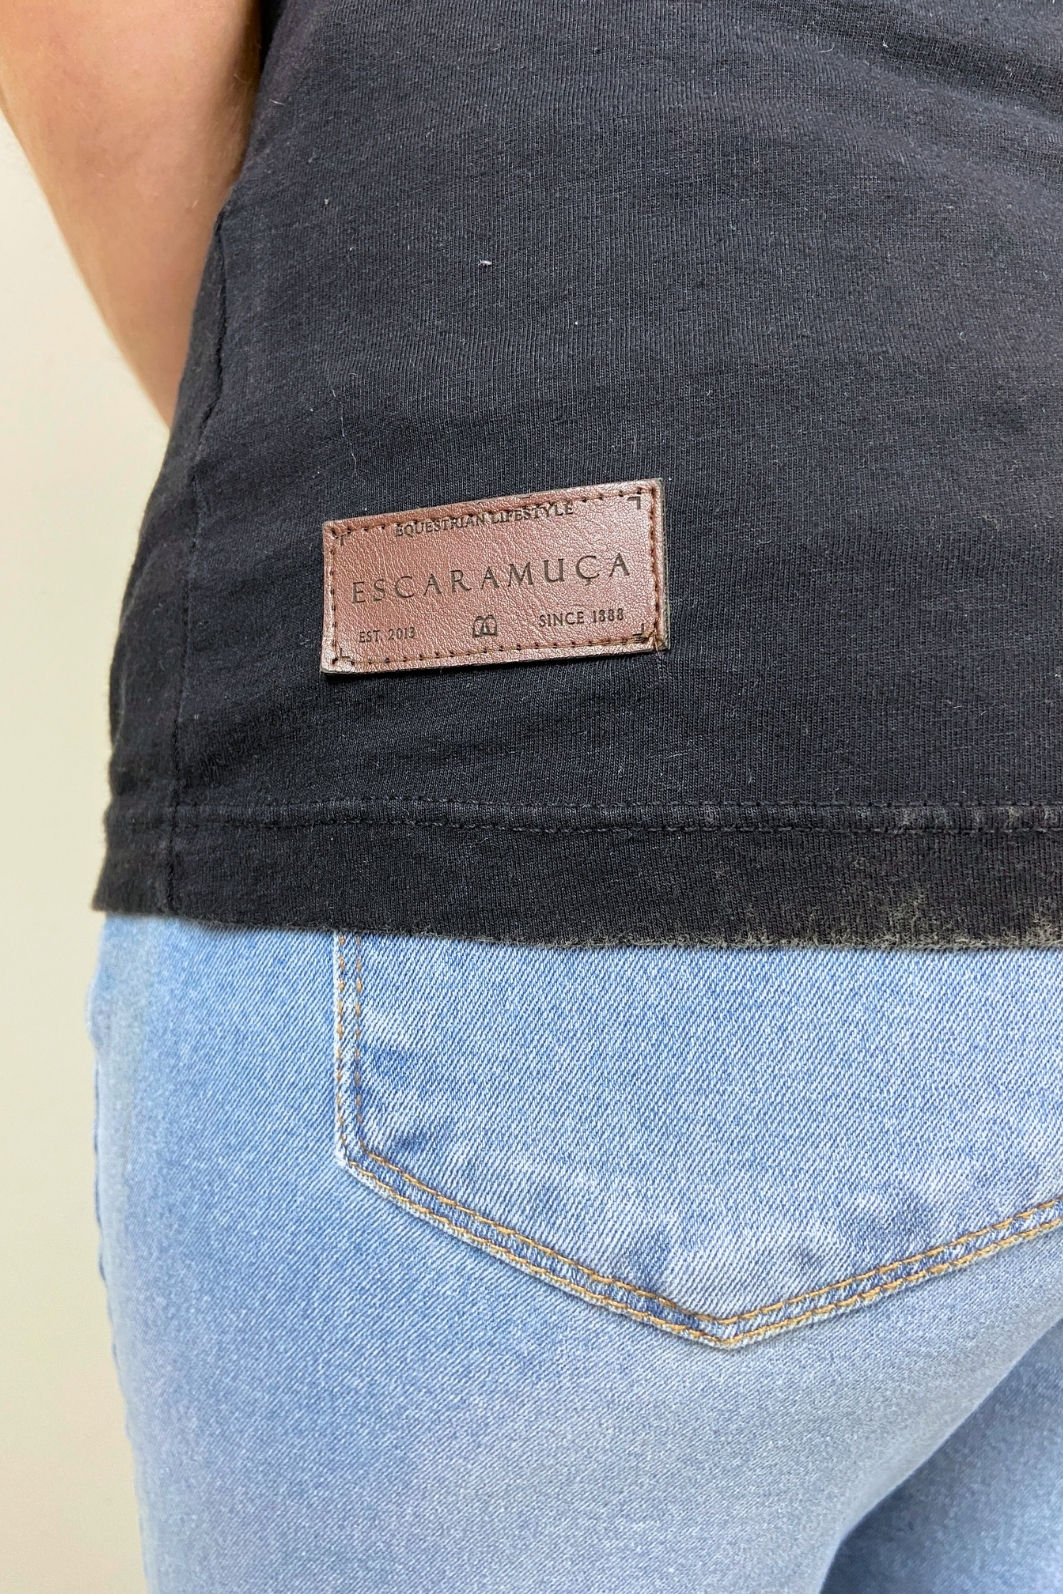 EQUESTRIAN LIFESTYLE
ESCARAMUÇA
EST. 2013
SINCE 1888